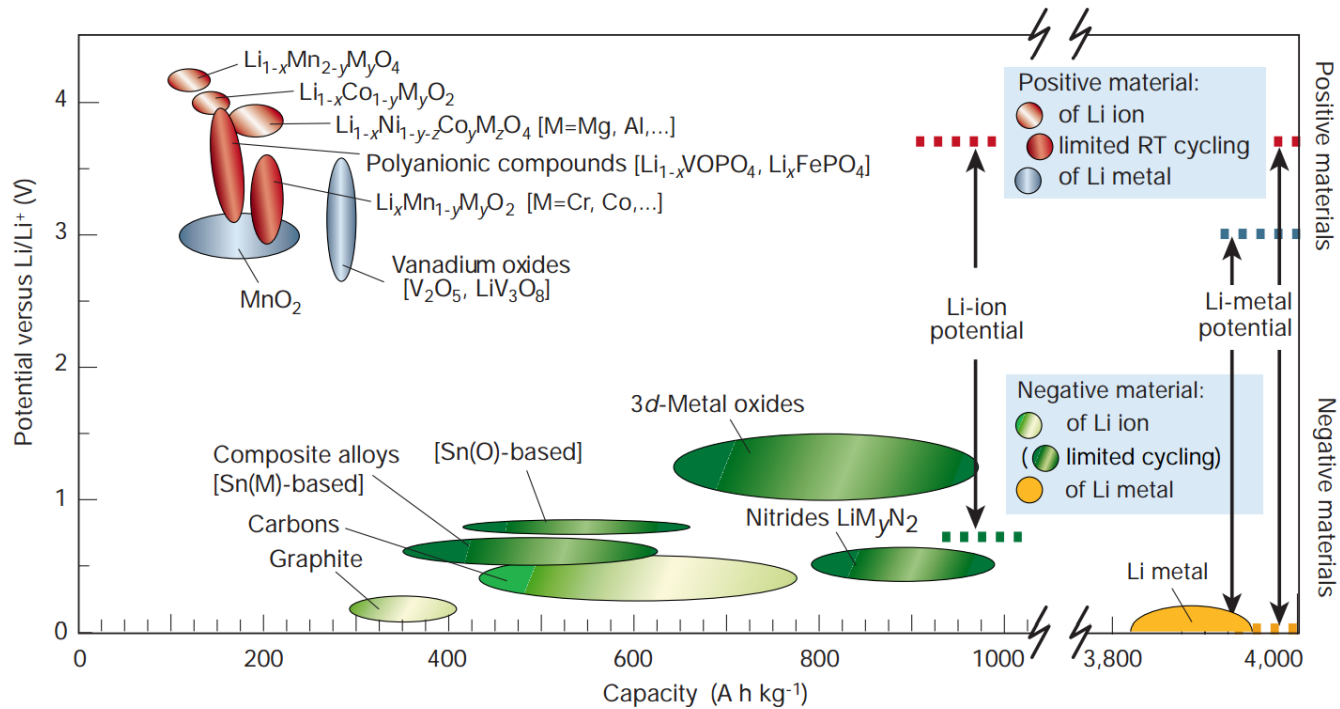 Li₁₋ₓMn₂₋yMyO₄
Li₁₋ₓCo₁₋yMyO₂
Li₁₋ₓNi₁₋y₋zCoyMzO₄ [M=Mg, Al,...]
Polyanionic compounds [Li₁₋ₓVOPO₄, LiₓFePO₄]
LiₓMn₁₋yMyO₂ [M=Cr, Co,...]
Vanadium oxides
[V₂O₅, LiV₃O₈]
MnO₂
Positive material:
of Li ion
limited RT cycling
of Li metal
Positive materials
Li-ion
potential
Li-metal
potential
Negative material:
of Li ion
( limited cycling)
of Li metal
Negative materials
3d-Metal oxides
[Sn(O)-based]
Composite alloys
[Sn(M)-based]
Carbons
Graphite
Nitrides LiMyN₂
Li metal
Potential versus Li/Li⁺ (V)
4
3
2
1
0
0 200 400 600 800 1000 3,800 4,000
Capacity (A h kg⁻¹)